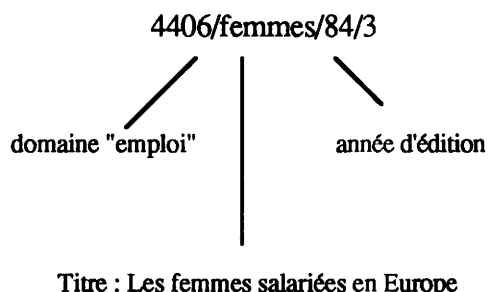 4406/femmes/84/3
domaine "emploi"
année d'édition
Titre : Les femmes salariées en Europe